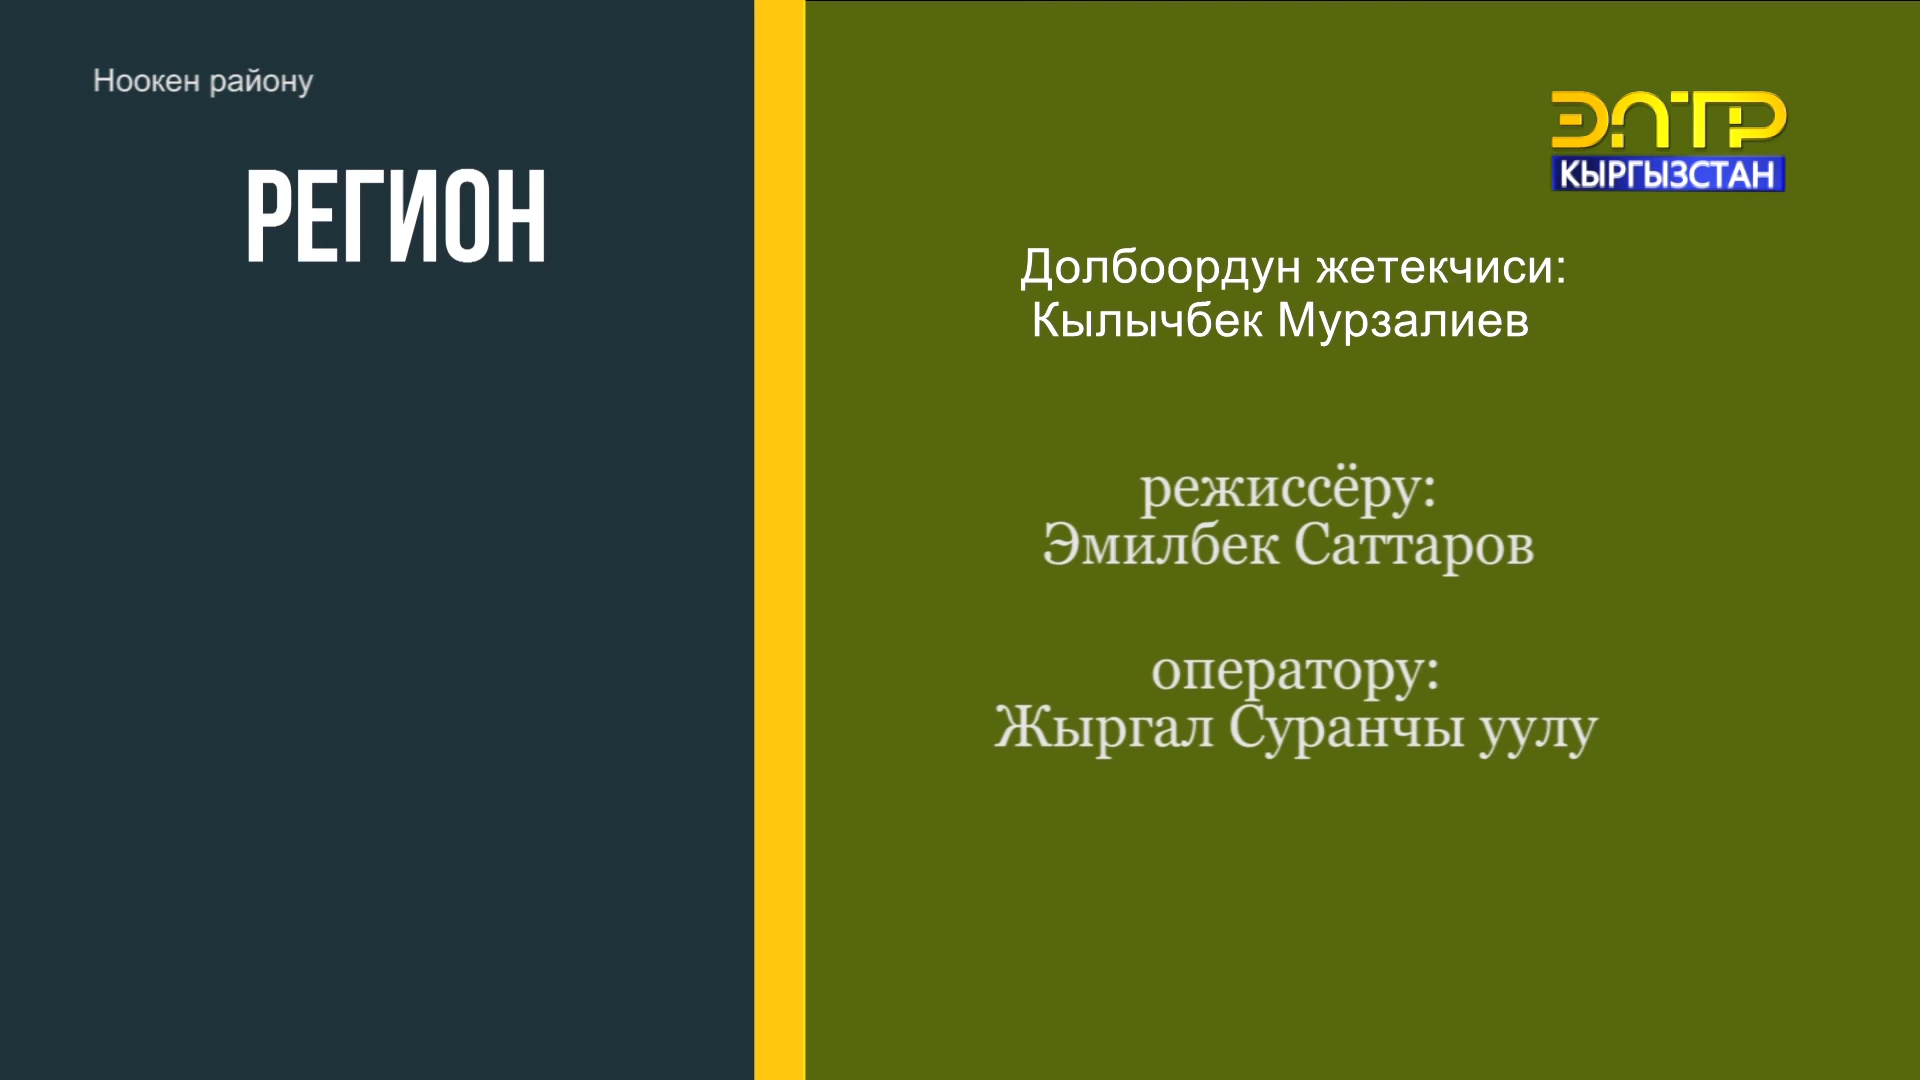 Ноокен району
РЕГИОН
ЭЛТР
КЫРГЫЗСТАН
Долбоордун жетекчиси:
Кылычбек Мурзалиев
режиссёру:
Эмилбек Саттаров
оператору:
Жыргал Суранчы уулу